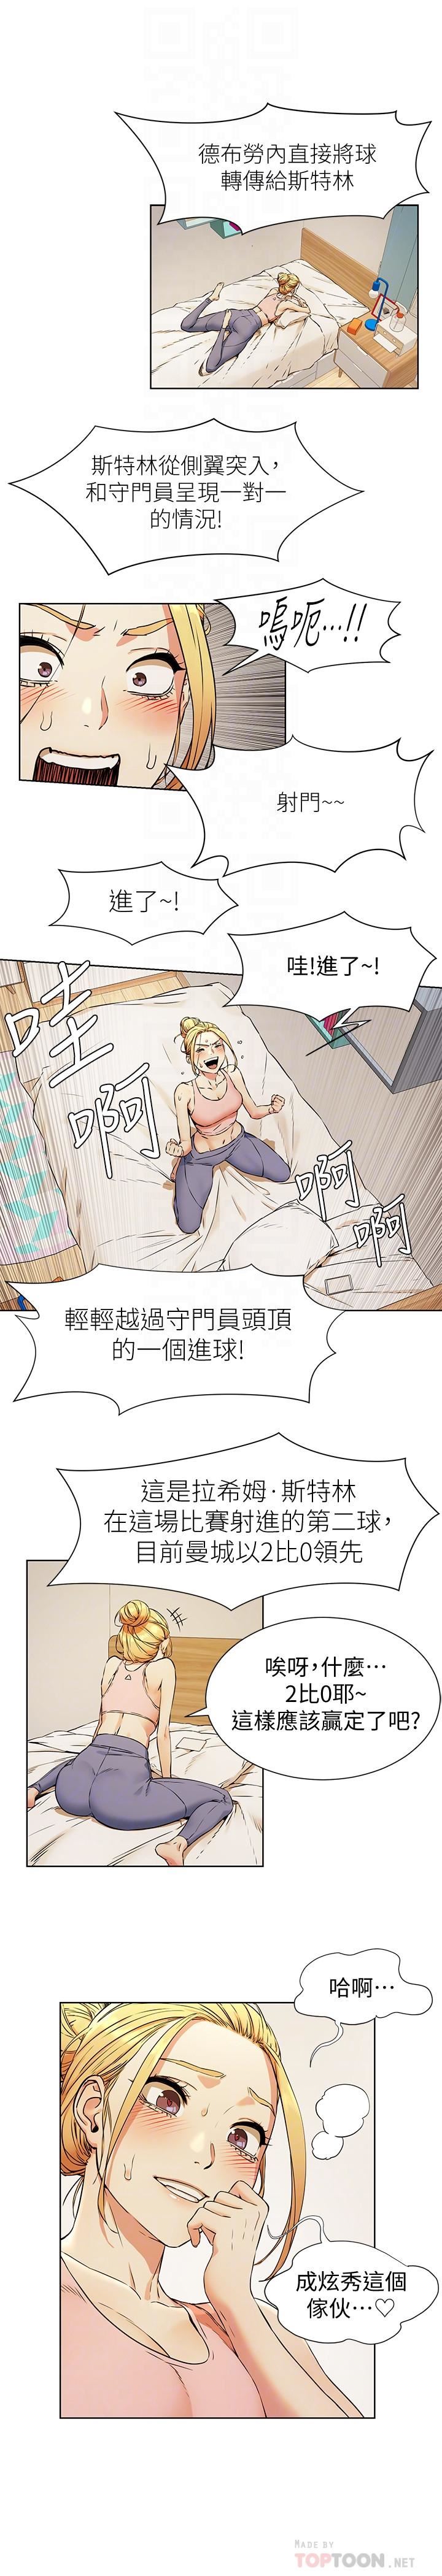 德布勞內直接將球
轉傳給斯特林
斯特林從側翼突入，
和守門員呈現一對一
的情況!
嗚呃…!!
射門~~
進了~!
哇!進了~!
哇
啊
啊
啊
輕輕越過守門員頭頂
的一個進球!
這是拉希姆·斯特林
在這場比賽射進的第二球，
目前曼城以2比0領先
唉呀，什麼…
2比0耶~
這樣應該贏定了吧?
哈啊…
成炫秀這個
傢伙…♡
MADE BY
TOPTOON.NET